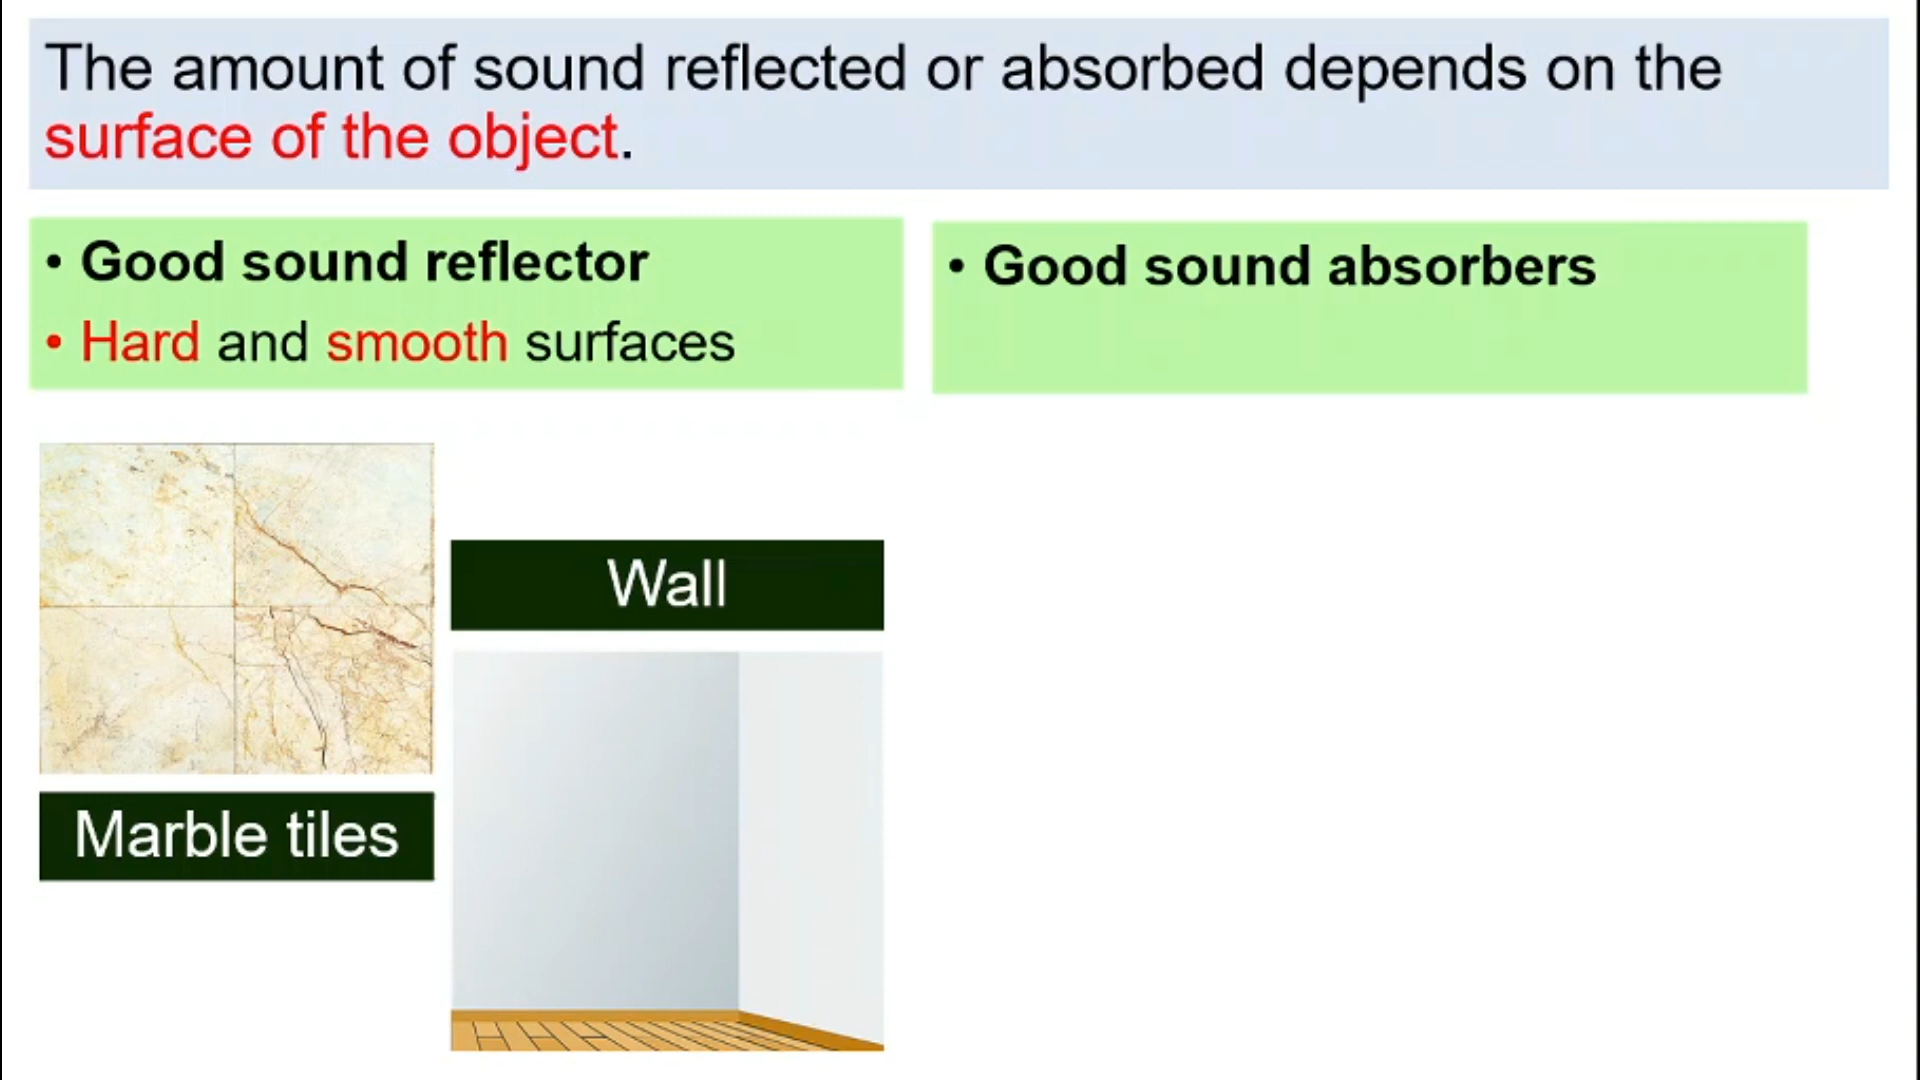 The amount of sound reflected or absorbed depends on the
surface of the object.
• Good sound reflector
• Hard and smooth surfaces
• Good sound absorbers
Wall
Marble tiles